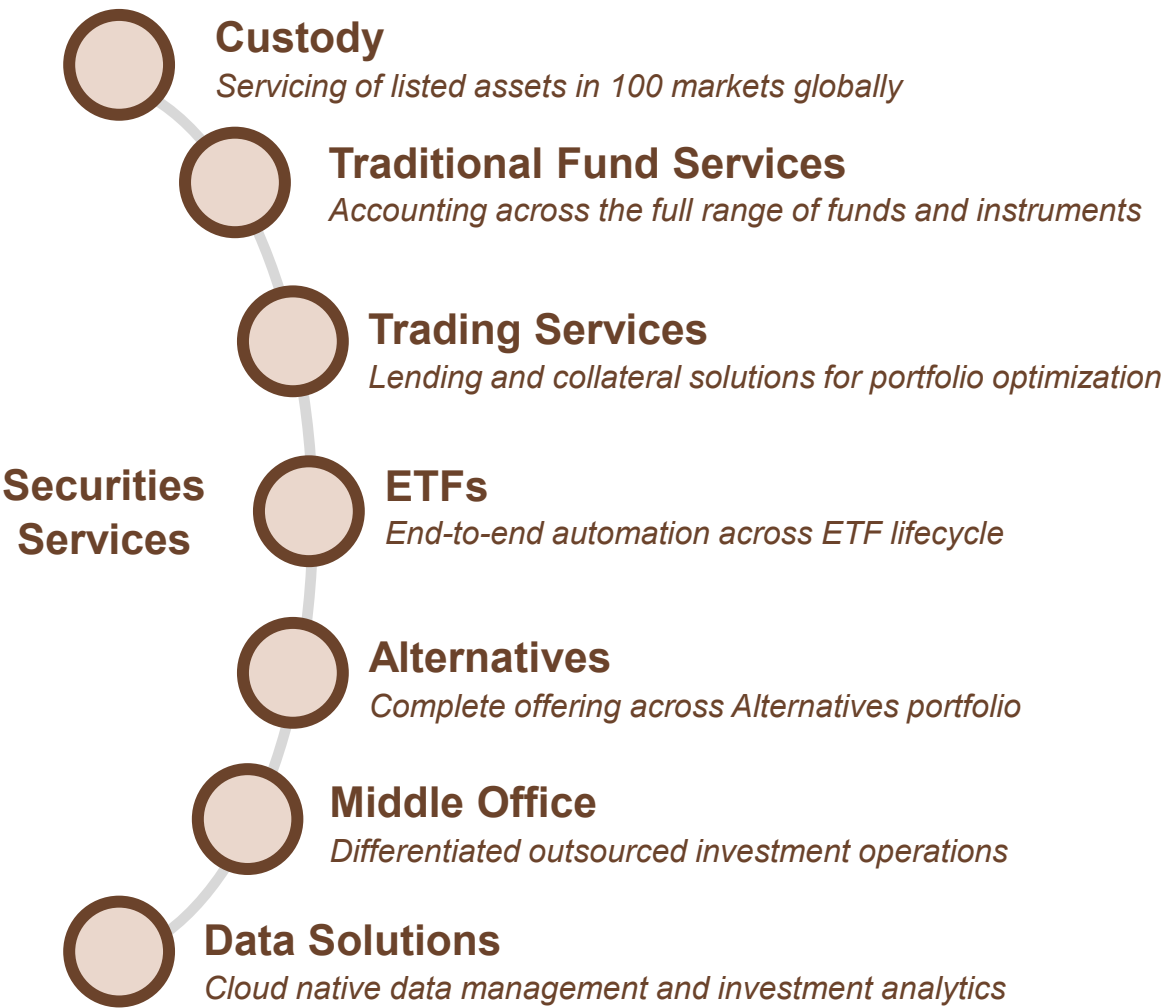 Custody
Servicing of listed assets in 100 markets globally
Traditional Fund Services
Accounting across the full range of funds and instruments
Trading Services
Lending and collateral solutions for portfolio optimization
Securities
Services
ETFs
End-to-end automation across ETF lifecycle
Alternatives
Complete offering across Alternatives portfolio
Middle Office
Differentiated outsourced investment operations
Data Solutions
Cloud native data management and investment analytics